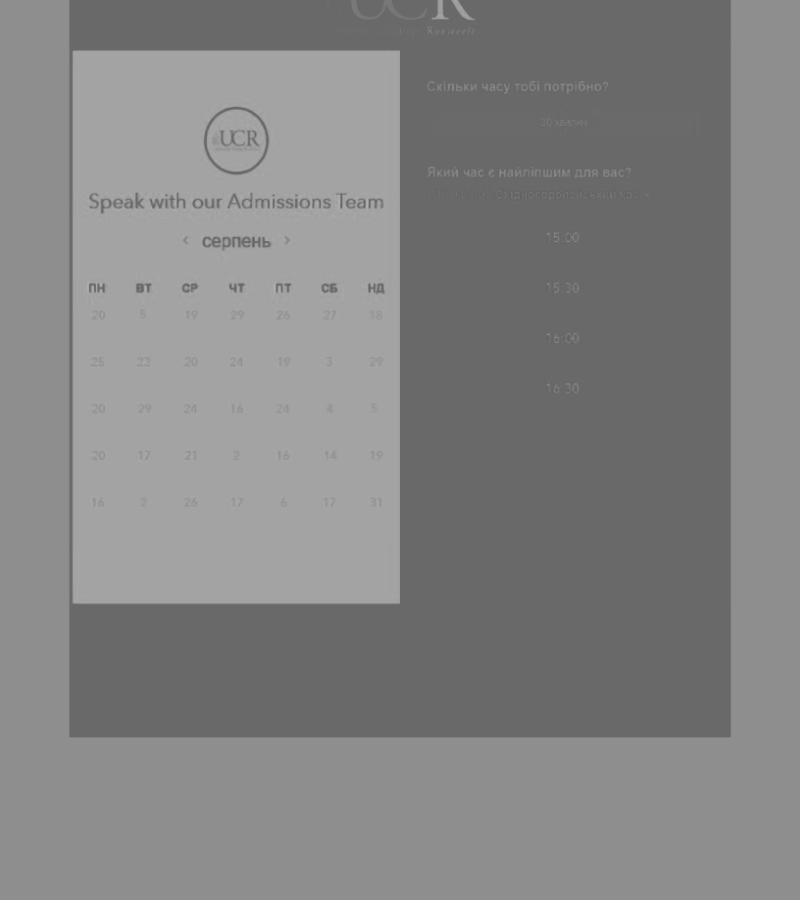 UCR
Roosevelt
UCR
Speak with our Admissions Team
< серпень >
ПН ВТ СР ЧТ ПТ СБ НД
20 5 19 29 26 27 18
25 22 20 24 19 3 29
20 29 24 16 24 4 5
20 17 21 2 16 14 19
16 2 26 17 6 17 31
Скільки часу тобі потрібно?
30 хвилин
Який час є найліпшим для вас?
Східноєвропейський час
15:00
15:30
16:00
16:30